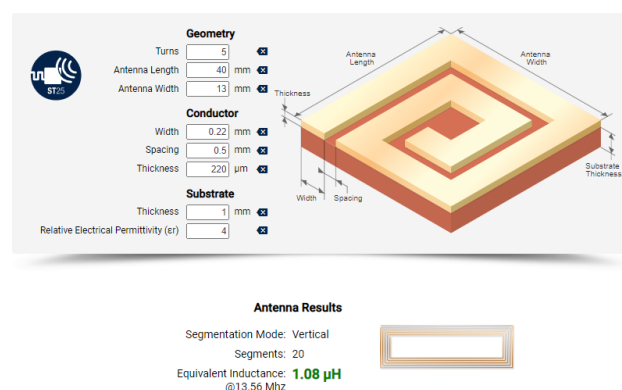 Geometry
Turns 5
Antenna Length 40 mm
Antenna Width 13 mm
Conductor
Width 0.22 mm
Spacing 0.5 mm
Thickness 220 µm
Substrate
Thickness 1 mm
Relative Electrical Permittivity (εr) 4
ST25
Antenna
Length
Antenna
Width
Thickness
Substrate
Thickness
Width
Spacing
Antenna Results
Segmentation Mode: Vertical
Segments: 20
Equivalent Inductance: 1.08 µH
@13.56 Mhz